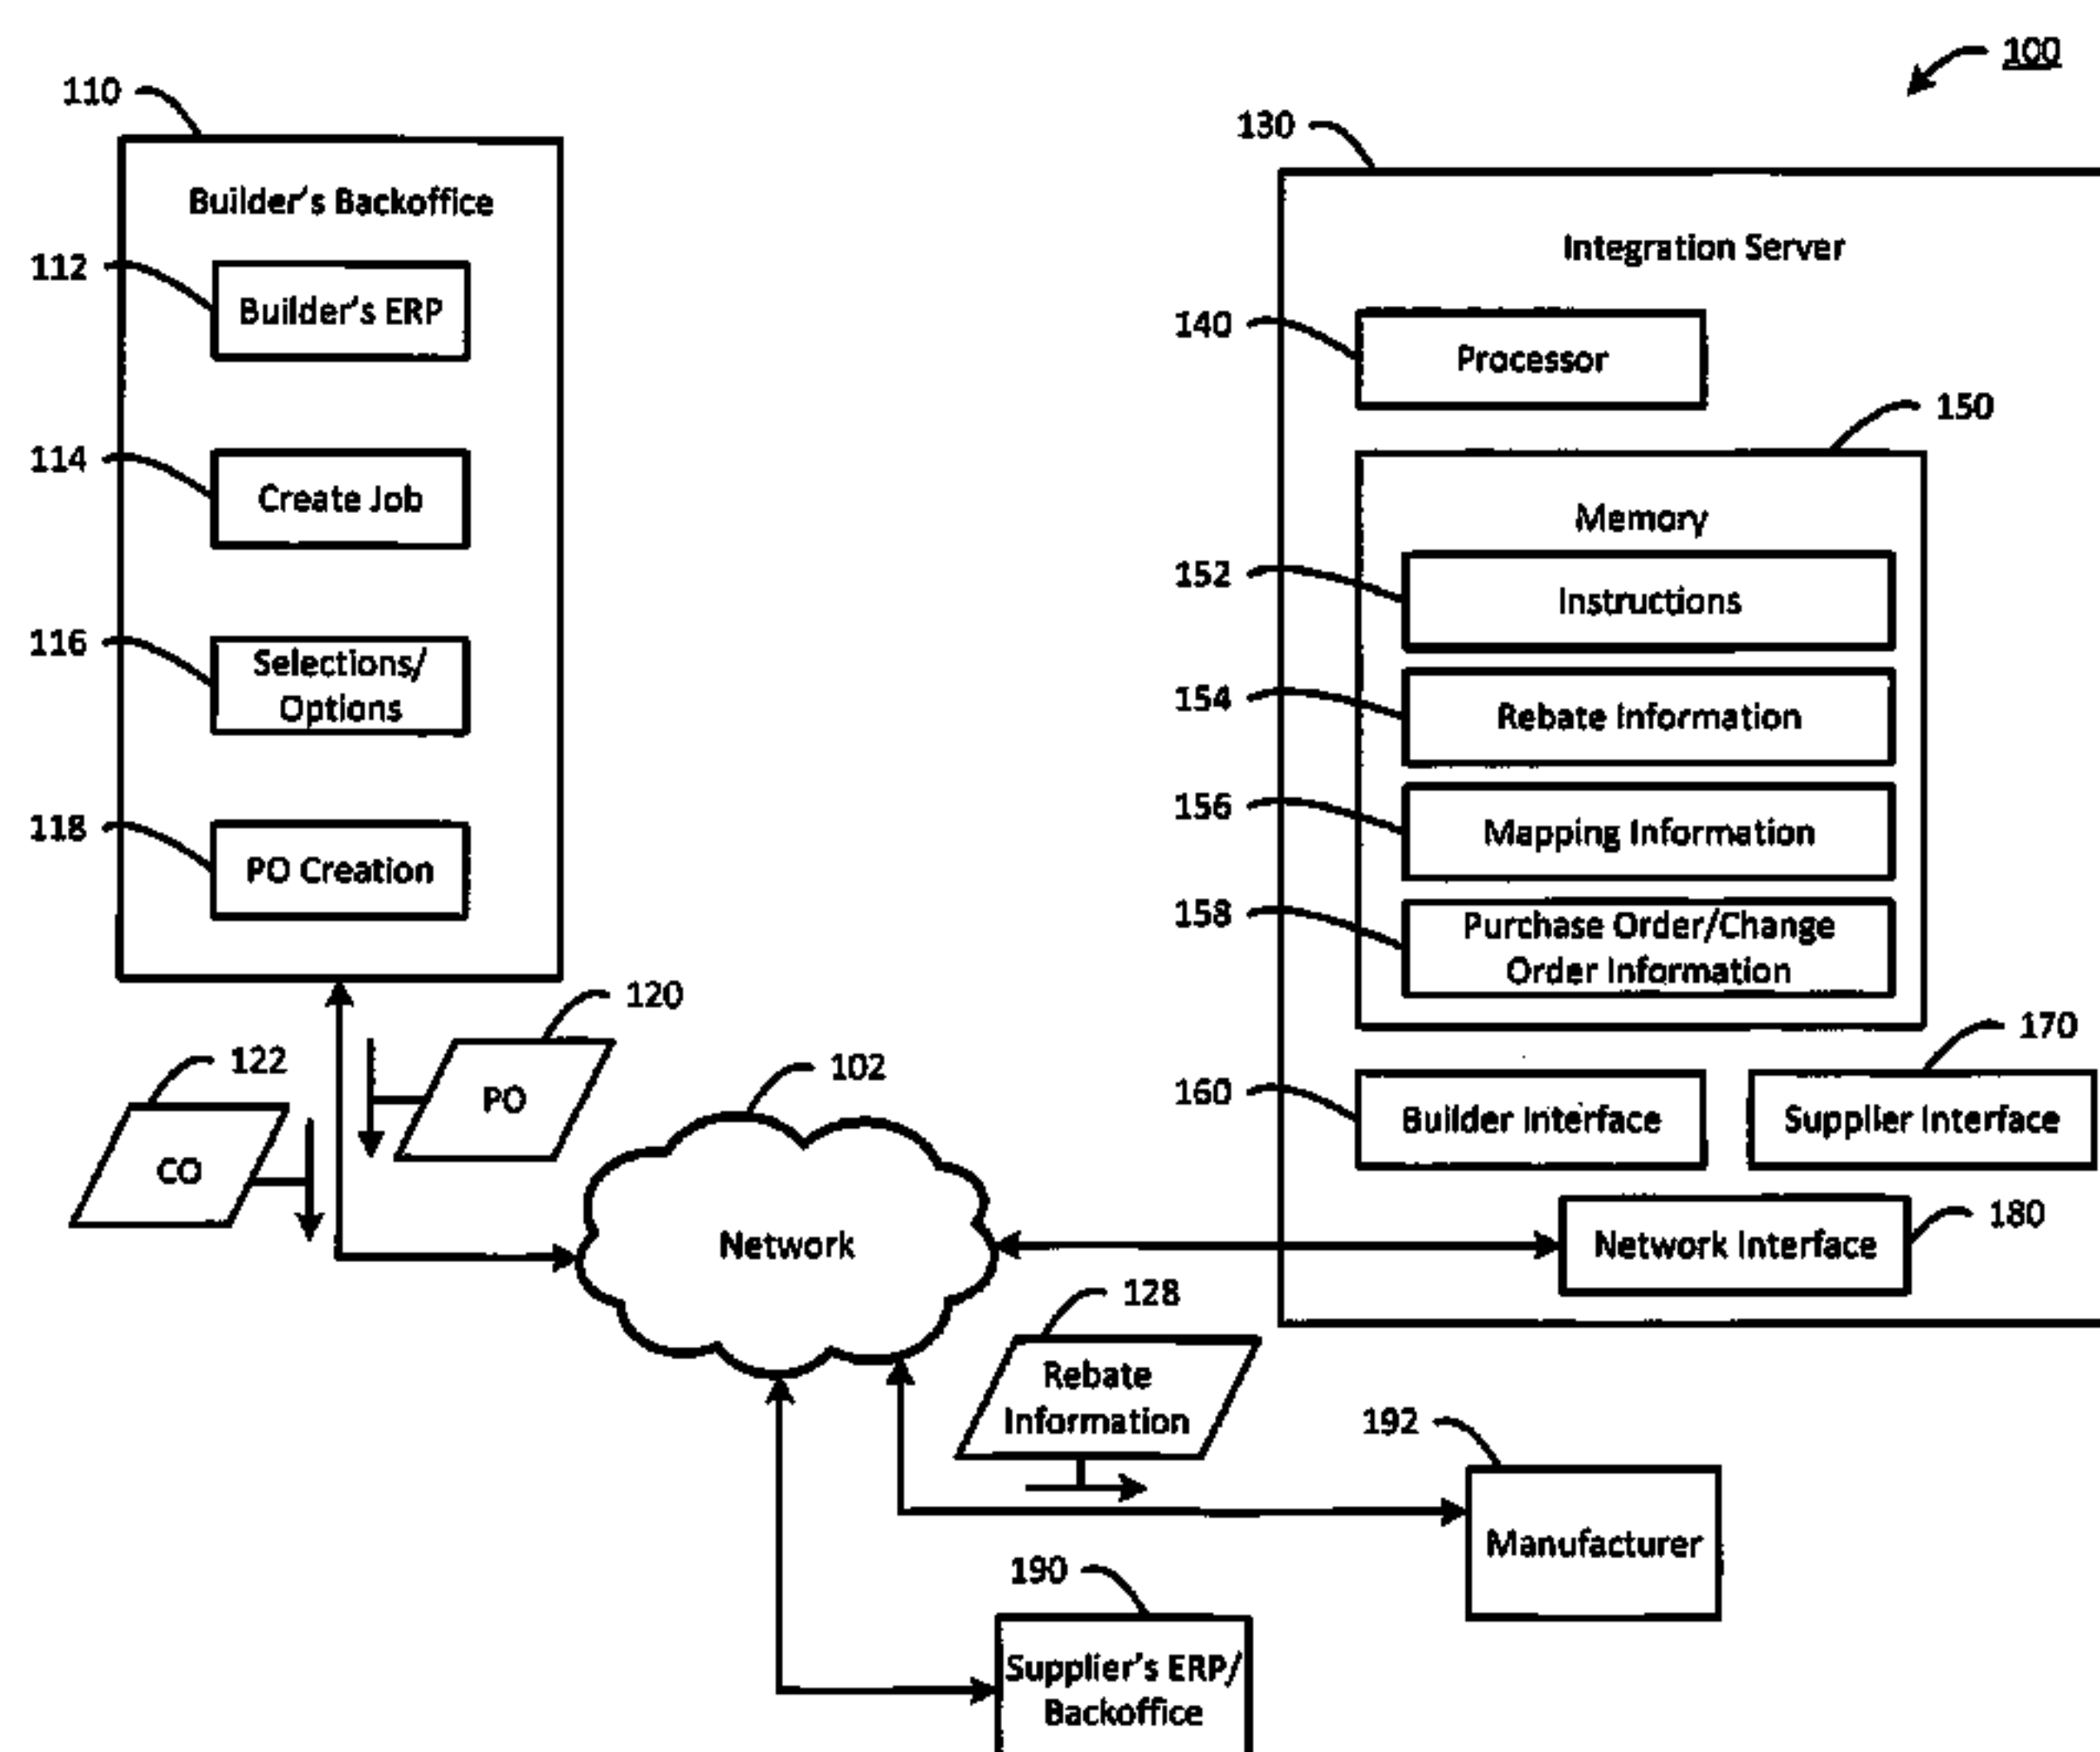 100
110
130
Builder's Backoffice
Integration Server
112
Builder's ERP
140
Processor
150
114
Create Job
Memory
152
Instructions
116
Selections/
Options
154
Rebate Information
156
Mapping Information
118
PO Creation
158
Purchase Order/Change
Order Information
120
170
122
102
PO
160
Builder Interface
Supplier Interface
CO
180
Network
Network Interface
128
Rebate
Information
192
Manufacturer
190
Supplier's ERP/
Backoffice